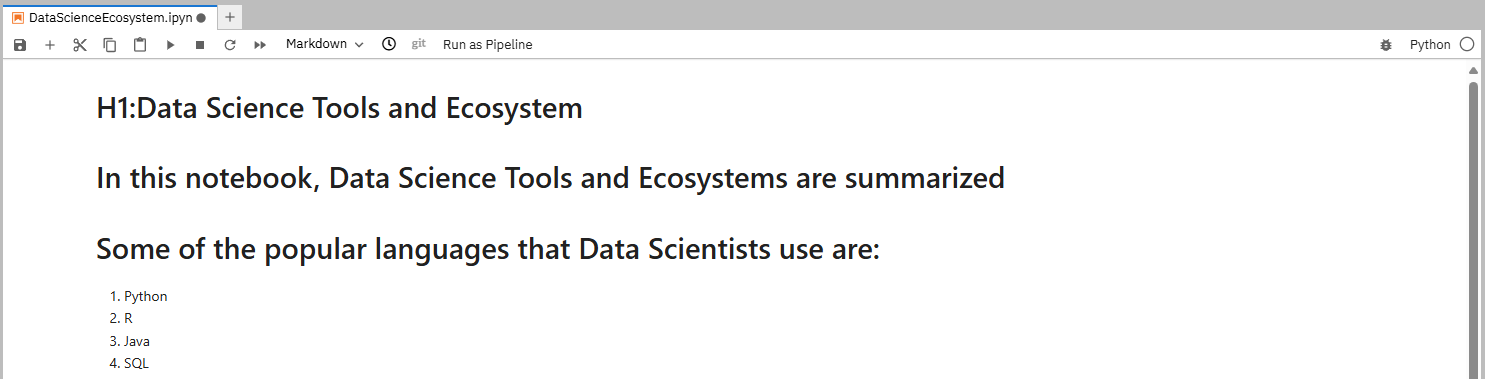 DataScienceEcosystem.ipyn
Markdown git Run as Pipeline Python
H1:Data Science Tools and Ecosystem
In this notebook, Data Science Tools and Ecosystems are summarized
Some of the popular languages that Data Scientists use are:
1. Python
2. R
3. Java
4. SQL